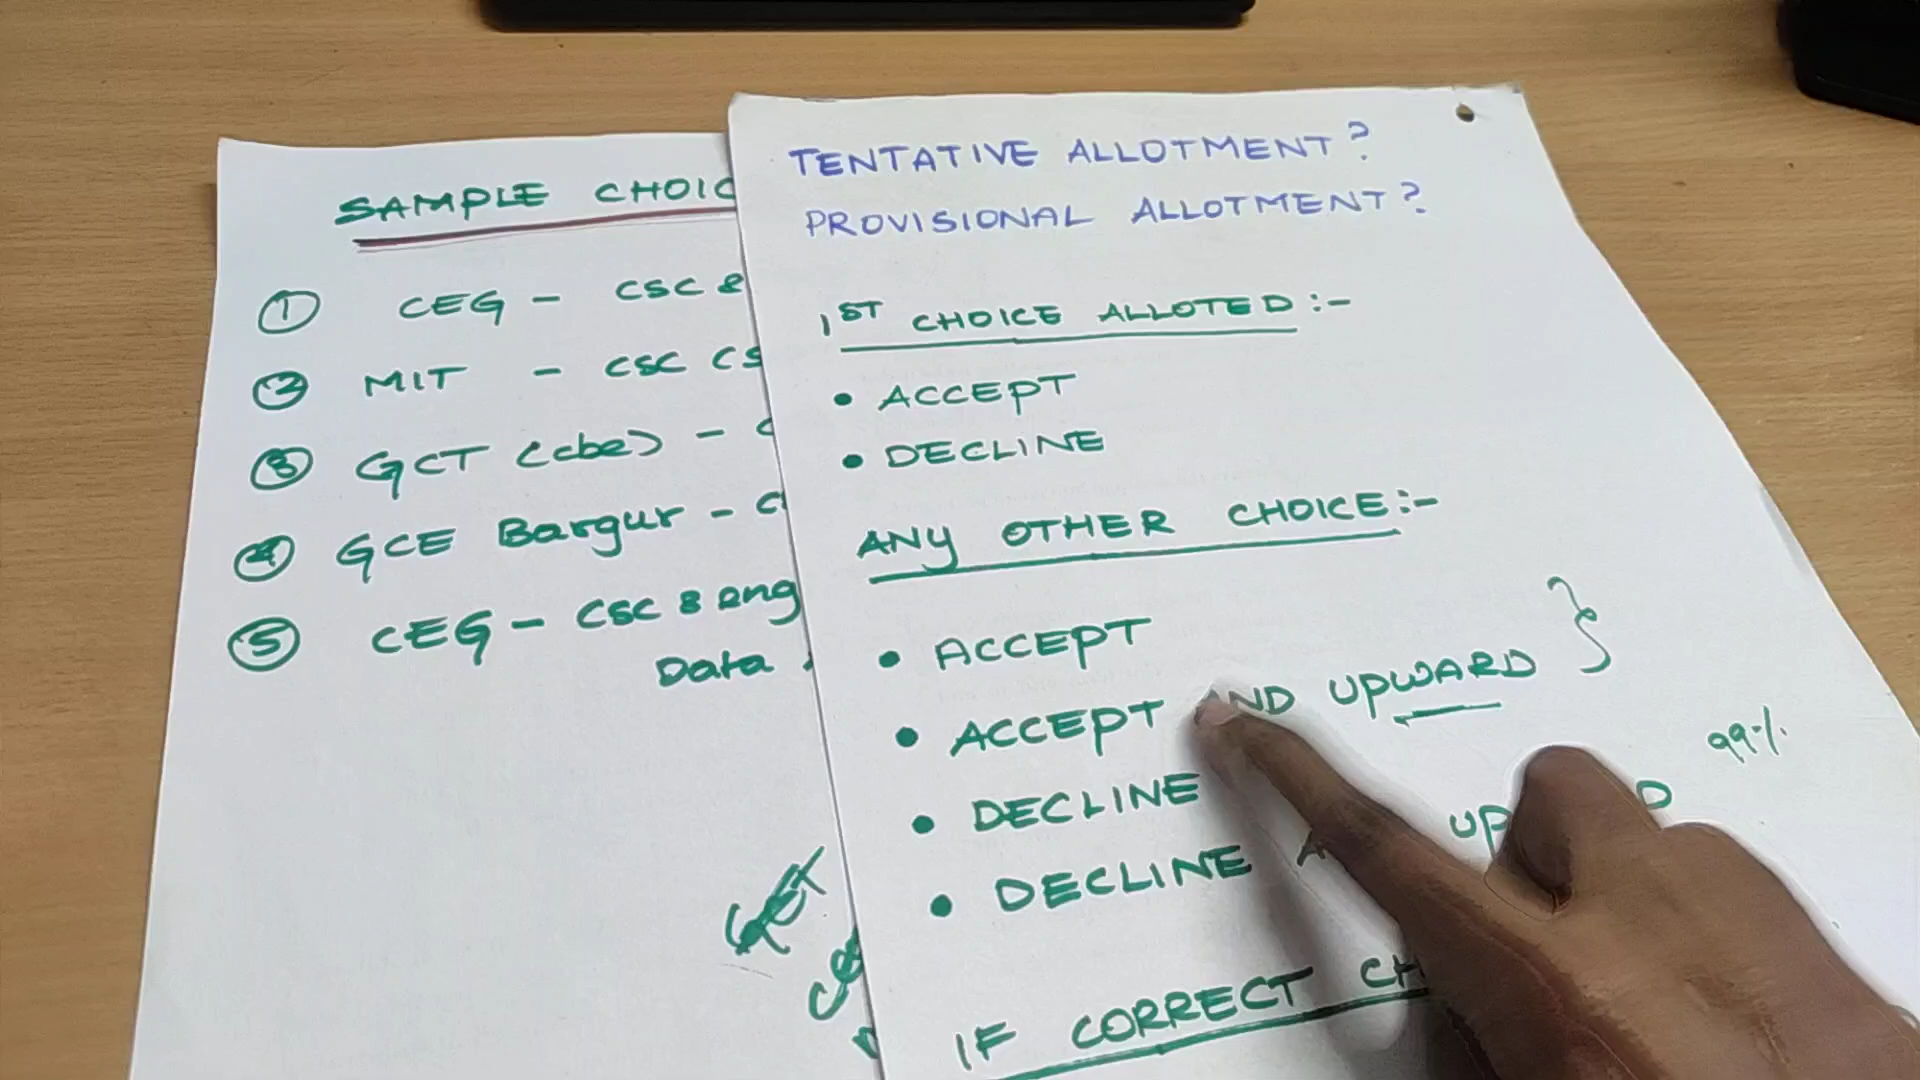 SAMPLE
① CEG - CSC &
② MIT - CSC
③ GCT (cbe) -
④ GCE Bargur -
⑤ CEG - CSC & eng
Data
TENTATIVE ALLOTMENT?
PROVISIONAL ALLOTMENT?
1ST CHOICE ALLOTED:-
• ACCEPT
• DECLINE
ANY OTHER CHOICE:-
• ACCEPT
• ACCEPT AND UPWARD
99%
• DECLINE
• DECLINE
IF CORRECT